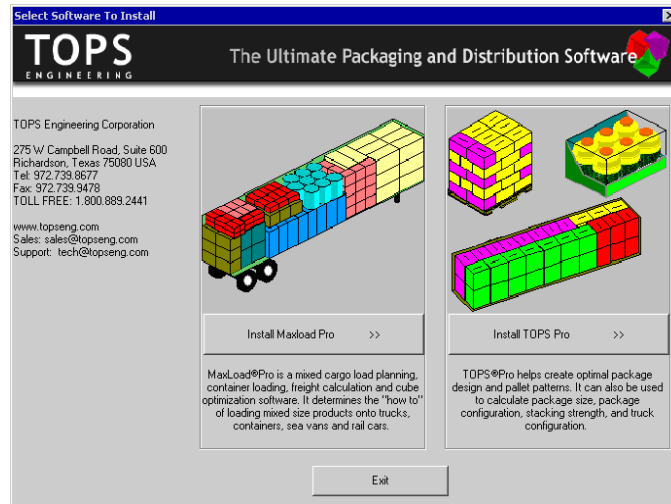 Select Software To Install
TOPS
ENGINEERING
The Ultimate Packaging and Distribution Software
TOPS Engineering Corporation
275 W Campbell Road, Suite 600
Richardson, Texas 75080 USA
Tel: 972.739.8677
Fax: 972.739.9478
TOLL FREE: 1.800.889.2441
www.topseng.com
Sales: sales@topseng.com
Support: tech@topseng.com
Install Maxload Pro >>
MaxLoad®Pro is a mixed cargo load planning,
container loading, freight calculation and cube
optimization software. It determines the "how to"
of loading mixed size products onto trucks,
containers, sea vans and rail cars.
Install TOPS Pro >>
TOPS®Pro helps create optimal package
design and pallet patterns. It can also be used
to calculate package size, package
configuration, stacking strength, and truck
configuration.
Exit